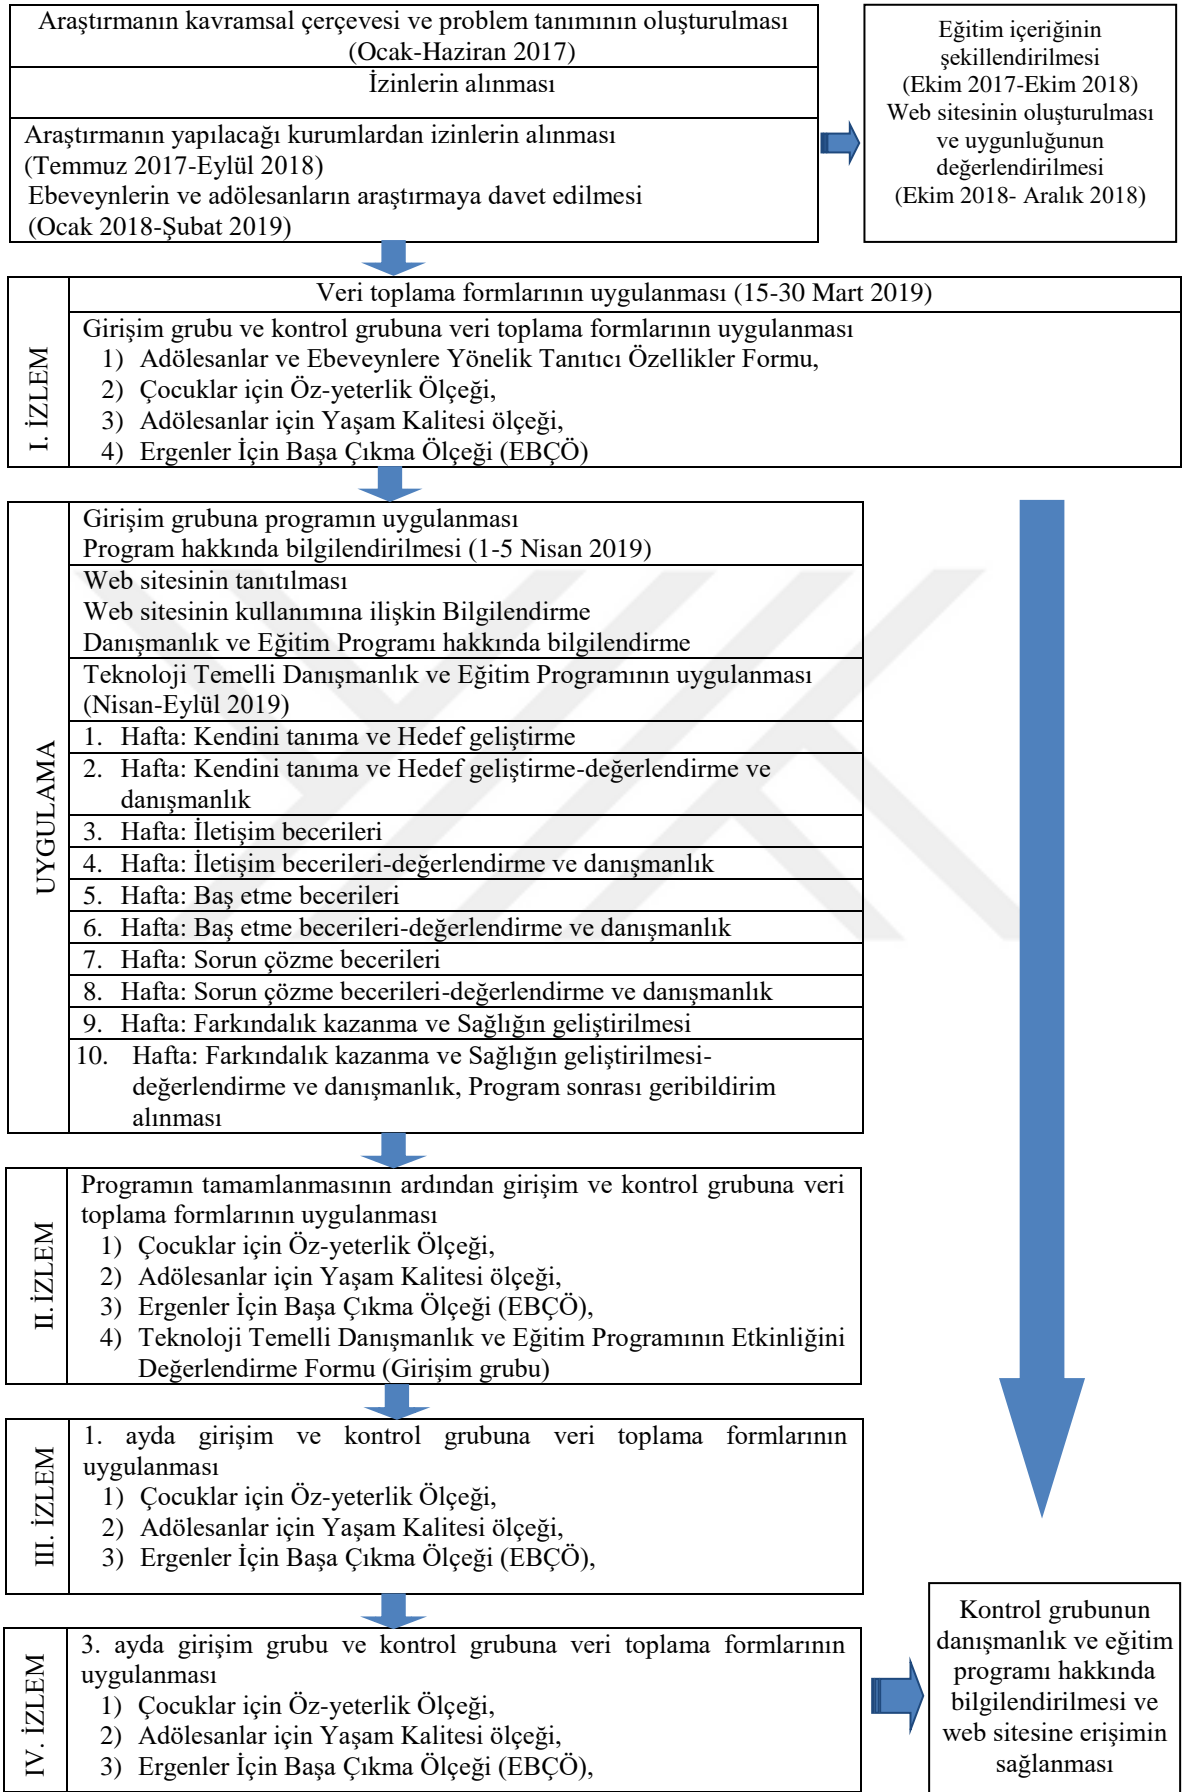 Araştırmanın kavramsal çerçevesi ve problem tanımının oluşturulması
(Ocak-Haziran 2017)
İzinlerin alınması
Araştırmanın yapılacağı kurumlardan izinlerin alınması
(Temmuz 2017-Eylül 2018)
Ebeveynlerin ve adölesanların araştırmaya davet edilmesi
(Ocak 2018-Şubat 2019)
Eğitim içeriğinin
şekillendirilmesi
(Ekim 2017-Ekim 2018)
Web sitesinin oluşturulması
ve uygunluğunun
değerlendirilmesi
(Ekim 2018- Aralık 2018)
I. İZLEM
Veri toplama formlarının uygulanması (15-30 Mart 2019)
Girişim grubu ve kontrol grubuna veri toplama formlarının uygulanması
1) Adölesanlar ve Ebeveynlere Yönelik Tanıtıcı Özellikler Formu,
2) Çocuklar için Öz-yeterlik Ölçeği,
3) Adölesanlar için Yaşam Kalitesi ölçeği,
4) Ergenler İçin Başa Çıkma Ölçeği (EBÇÖ)
UYGULAMA
Girişim grubuna programın uygulanması
Program hakkında bilgilendirilmesi (1-5 Nisan 2019)
Web sitesinin tanıtılması
Web sitesinin kullanımına ilişkin Bilgilendirme
Danışmanlık ve Eğitim Programı hakkında bilgilendirme
Teknoloji Temelli Danışmanlık ve Eğitim Programının uygulanması
(Nisan-Eylül 2019)
1. Hafta: Kendini tanıma ve Hedef geliştirme
2. Hafta: Kendini tanıma ve Hedef geliştirme-değerlendirme ve
danışmanlık
3. Hafta: İletişim becerileri
4. Hafta: İletişim becerileri-değerlendirme ve danışmanlık
5. Hafta: Baş etme becerileri
6. Hafta: Baş etme becerileri-değerlendirme ve danışmanlık
7. Hafta: Sorun çözme becerileri
8. Hafta: Sorun çözme becerileri-değerlendirme ve danışmanlık
9. Hafta: Farkındalık kazanma ve Sağlığın geliştirilmesi
10. Hafta: Farkındalık kazanma ve Sağlığın geliştirilmesi-
değerlendirme ve danışmanlık, Program sonrası geribildirim
alınması
II. İZLEM
Programın tamamlanmasının ardından girişim ve kontrol grubuna veri
toplama formlarının uygulanması
1) Çocuklar için Öz-yeterlik Ölçeği,
2) Adölesanlar için Yaşam Kalitesi ölçeği,
3) Ergenler İçin Başa Çıkma Ölçeği (EBÇÖ),
4) Teknoloji Temelli Danışmanlık ve Eğitim Programının Etkinliğini
Değerlendirme Formu (Girişim grubu)
III. İZLEM
1. ayda girişim ve kontrol grubuna veri toplama formlarının
uygulanması
1) Çocuklar için Öz-yeterlik Ölçeği,
2) Adölesanlar için Yaşam Kalitesi ölçeği,
3) Ergenler İçin Başa Çıkma Ölçeği (EBÇÖ),
IV. İZLEM
3. ayda girişim grubu ve kontrol grubuna veri toplama formlarının
uygulanması
1) Çocuklar için Öz-yeterlik Ölçeği,
2) Adölesanlar için Yaşam Kalitesi ölçeği,
3) Ergenler İçin Başa Çıkma Ölçeği (EBÇÖ),
Kontrol grubunun
danışmanlık ve eğitim
programı hakkında
bilgilendirilmesi ve
web sitesine erişimin
sağlanması